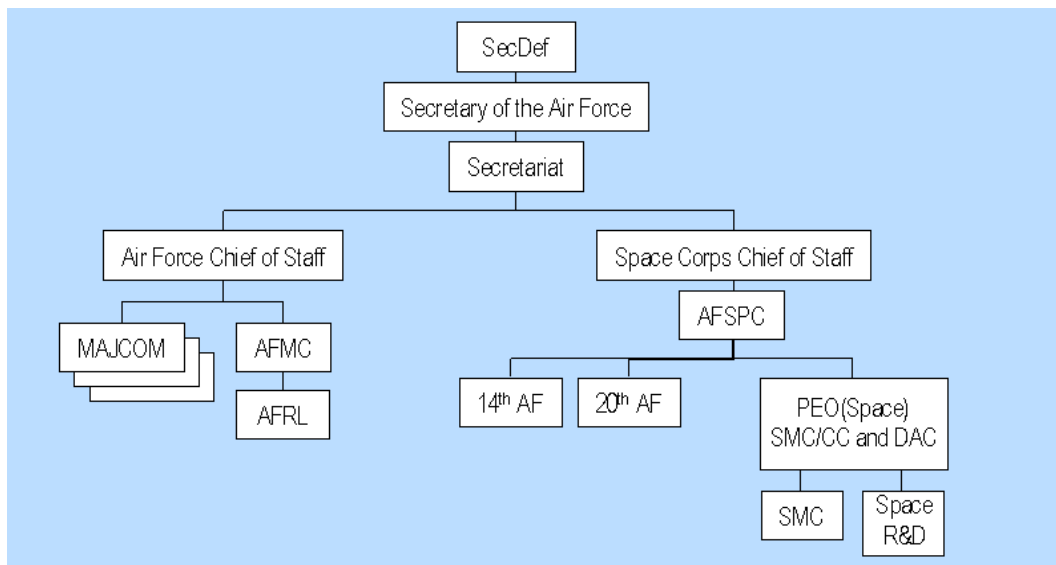 SecDef
Secretary of the Air Force
Secretariat
Air Force Chief of Staff
Space Corps Chief of Staff
AFSPC
MAJCOM
AFMC
AFRL
14th AF
20th AF
PEO(Space)
SMC/CC and DAC
SMC
Space
R&D